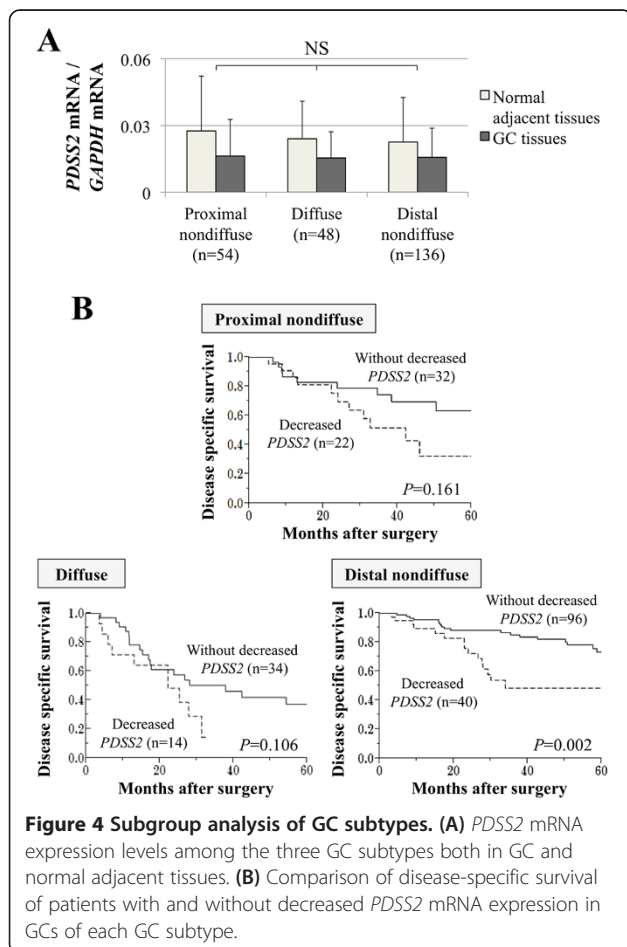 A
NS
PDSS2 mRNA /
GAPDH mRNA
0.06
0.03
0
Normal
adjacent tissues
GC tissues
Proximal
nondiffuse
(n=54)
Diffuse
(n=48)
Distal
nondiffuse
(n=136)
B
Proximal nondiffuse
Disease specific survival
1.0
0.8
0.6
0.4
0.2
0.0
Without decreased
PDSS2 (n=32)
Decreased
PDSS2 (n=22)
P=0.161
0
20
40
60
Months after surgery
Diffuse
Disease specific survival
1.0
0.8
0.6
0.4
0.2
0.0
Without decreased
PDSS2 (n=34)
Decreased
PDSS2 (n=14)
P=0.106
0
20
40
60
Months after surgery
Distal nondiffuse
Disease specific survival
1.0
0.8
0.6
0.4
0.2
0.0
Without decreased
PDSS2 (n=96)
Decreased
PDSS2 (n=40)
P=0.002
0
20
40
60
Months after surgery
Figure 4 Subgroup analysis of GC subtypes. (A) PDSS2 mRNA
expression levels among the three GC subtypes both in GC and
normal adjacent tissues. (B) Comparison of disease-specific survival
of patients with and without decreased PDSS2 mRNA expression in
GCs of each GC subtype.